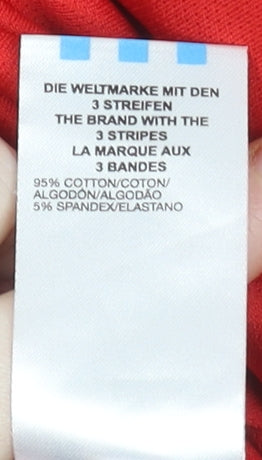 DIE WELTMARKE MIT DEN
3 STREIFEN
THE BRAND WITH THE
3 STRIPES
LA MARQUE AUX
3 BANDES
95% COTTON/COTON/
ALGODÓN/ALGODÃO
5% SPANDEX/ELASTANO